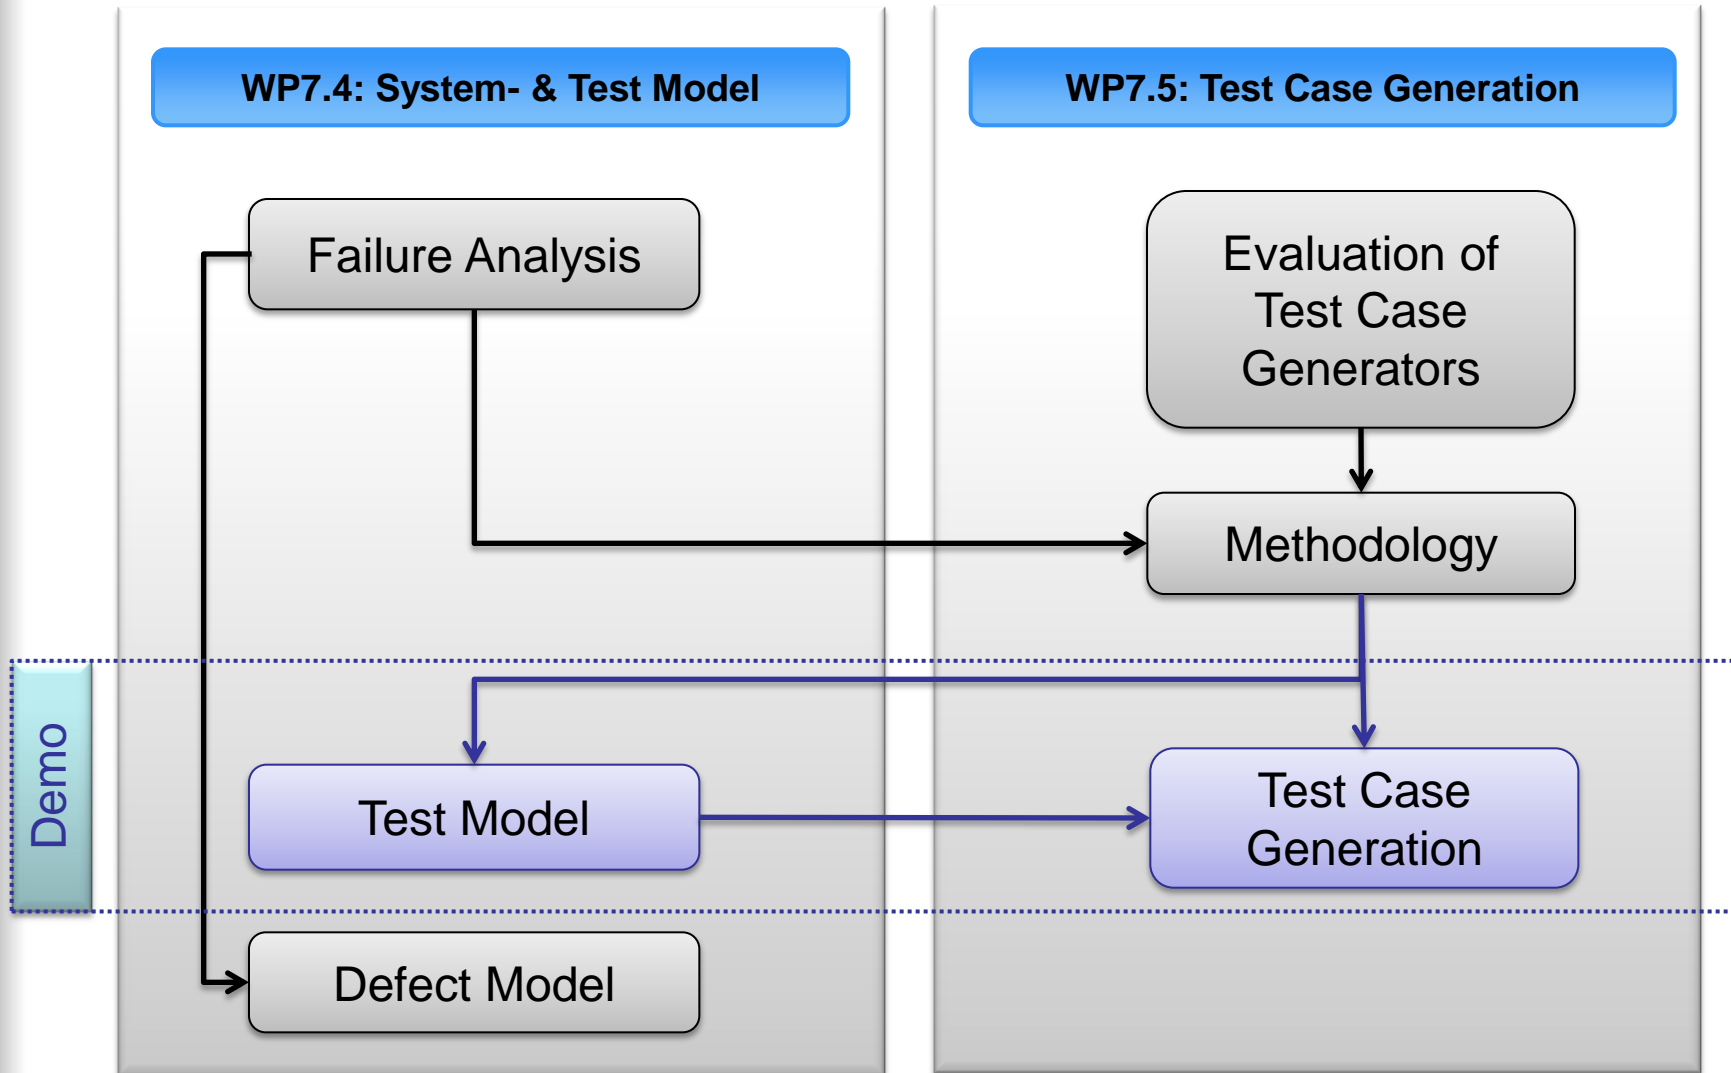 WP7.4: System- & Test Model
WP7.5: Test Case Generation
Failure Analysis
Evaluation of
Test Case
Generators
Methodology
Demo
Test Model
Test Case
Generation
Defect Model